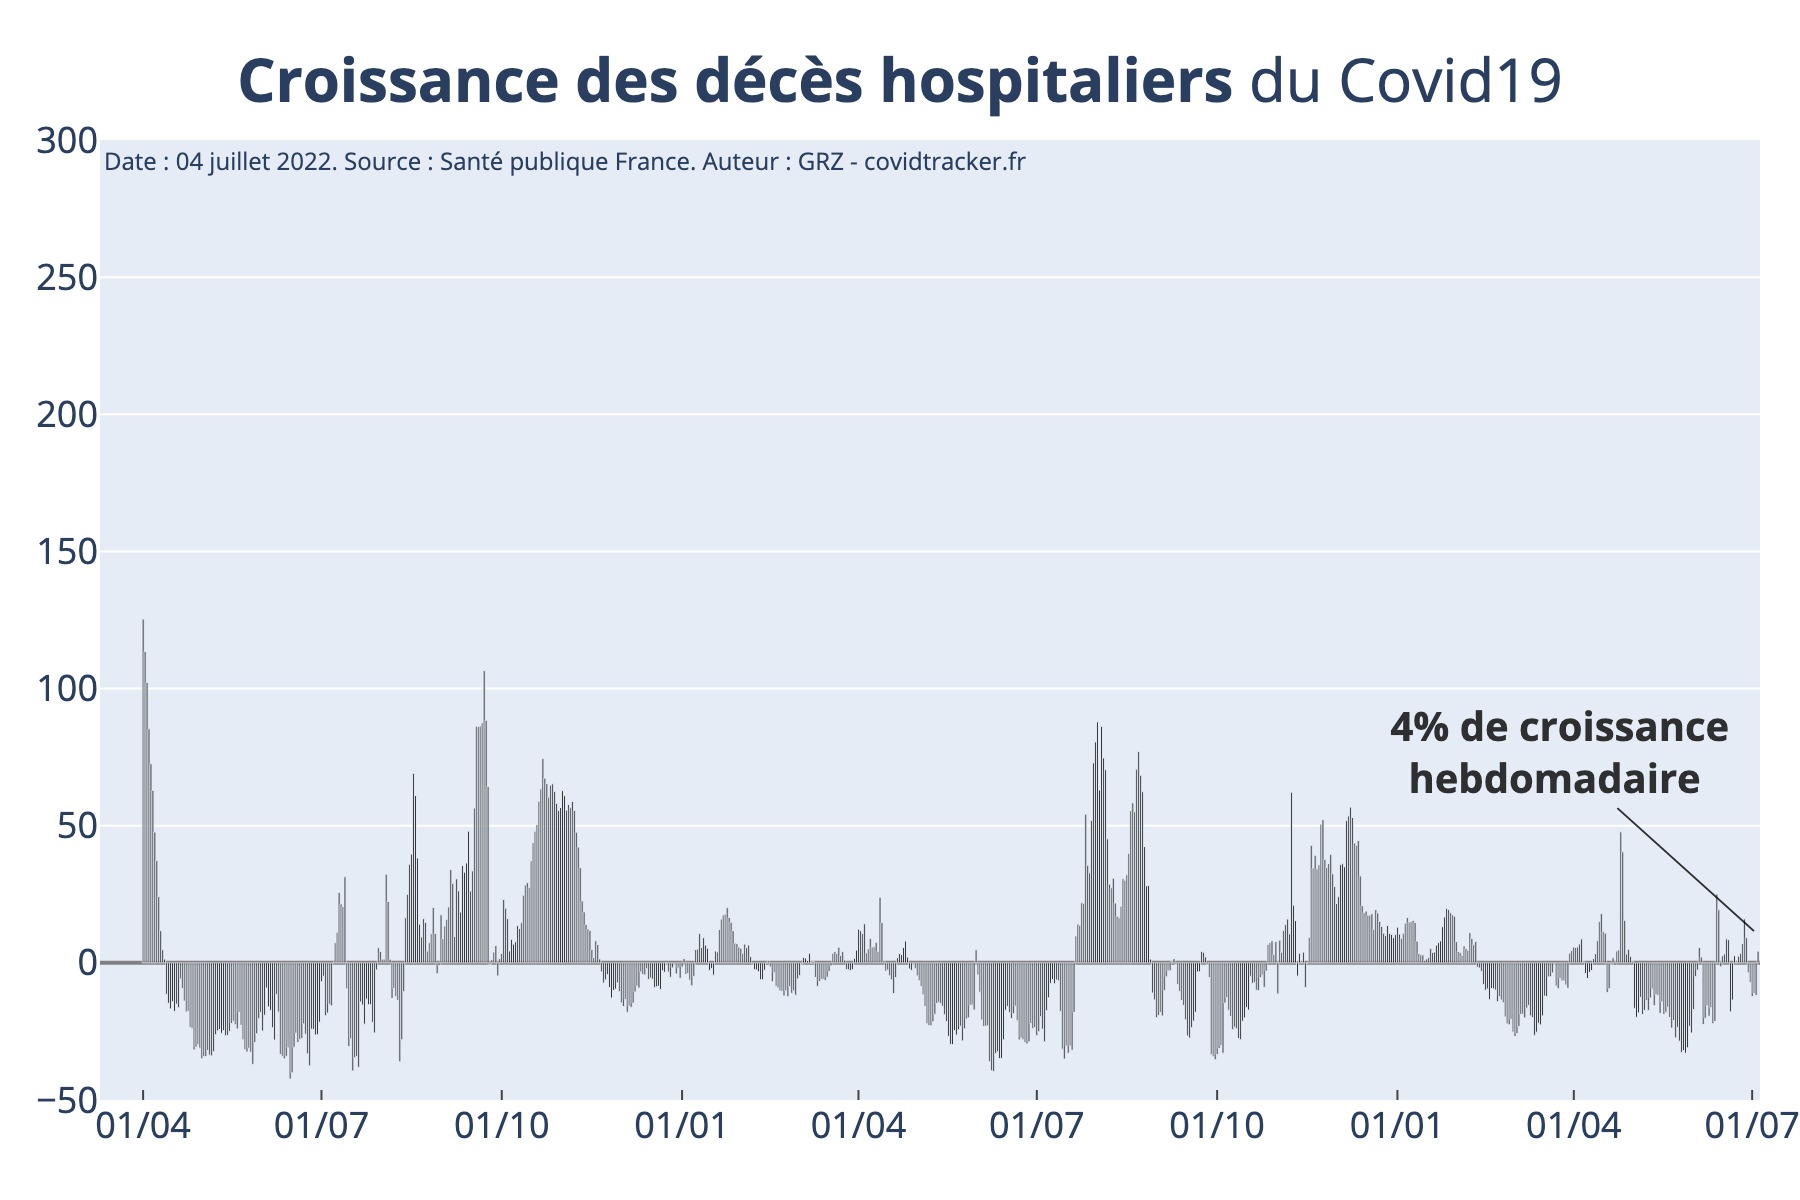 Croissance des décès hospitaliers du Covid19
300
Date : 04 juillet 2022. Source : Santé publique France. Auteur : GRZ - covidtracker.fr
250
200
150
100
4% de croissance
hebdomadaire
50
0
−50
01/04 01/07 01/10 01/01 01/04 01/07 01/10 01/01 01/04 01/07